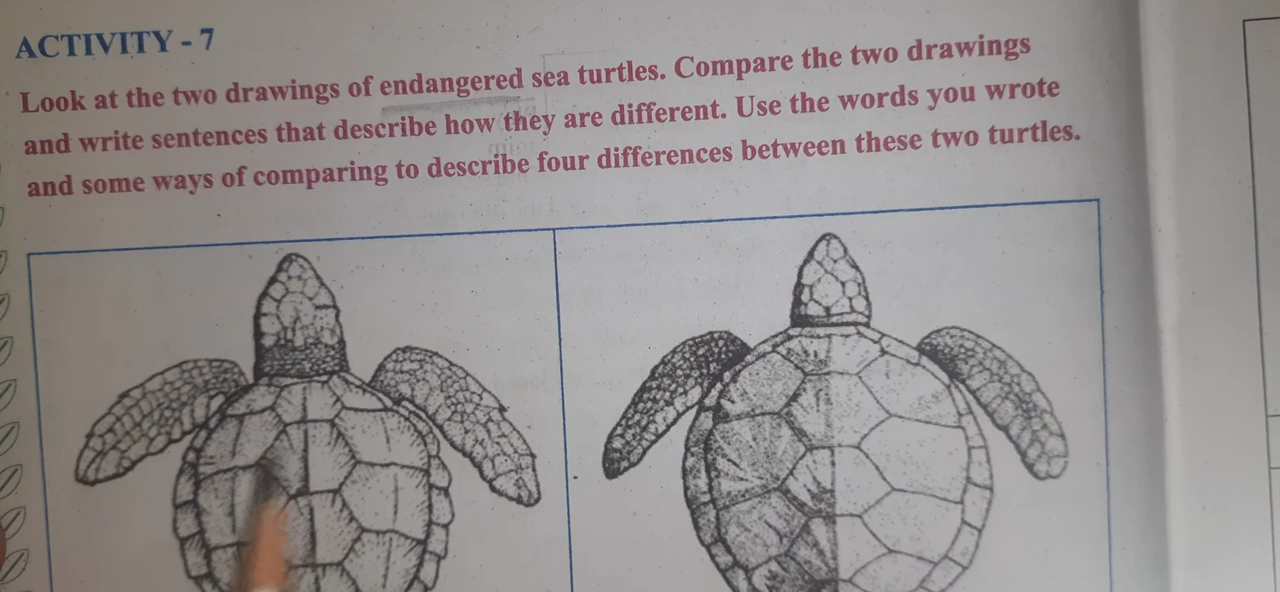 ACTIVITY - 7
Look at the two drawings of endangered sea turtles. Compare the two drawings
and write sentences that describe how they are different. Use the words you wrote
and some ways of comparing to describe four differences between these two turtles.